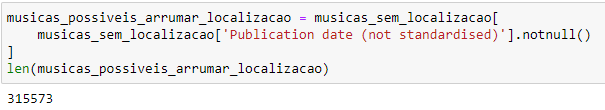 musicas_possiveis_arrumar_localizacao = musicas_sem_localizacao[
    musicas_sem_localizacao['Publication date (not standardised)'].notnull()
]
len(musicas_possiveis_arrumar_localizacao)
315573